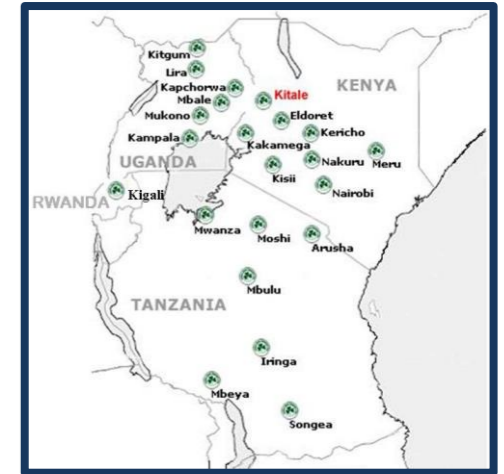 Kitgum
Lira
Kapchorwa
KENYA
Mbale
Kitale
Mukono
Eldoret
Kampala
Kakamega
Kericho
UGANDA
Kisii
Nakuru
Meru
RWANDA
Kigali
Nairobi
Mwanza
Moshi
Arusha
Mbulu
TANZANIA
Iringa
Mbeya
Songea